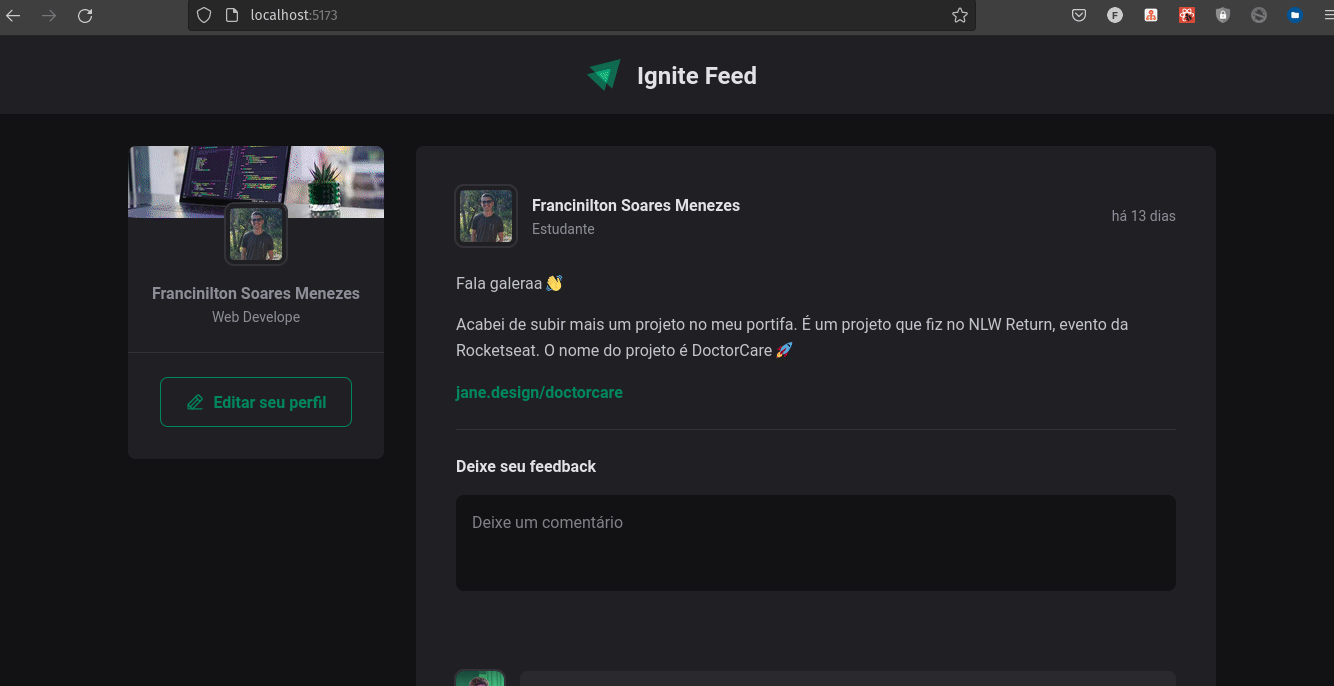 localhost:5173
F
Ignite Feed
Francinilton Soares Menezes
Web Develope
Editar seu perfil
Francinilton Soares Menezes
Estudante
há 13 dias
Fala galeraa 👋
Acabei de subir mais um projeto no meu portifa. É um projeto que fiz no NLW Return, evento da
Rocketseat. O nome do projeto é DoctorCare 🚀
jane.design/doctorcare
Deixe seu feedback
Deixe um comentário